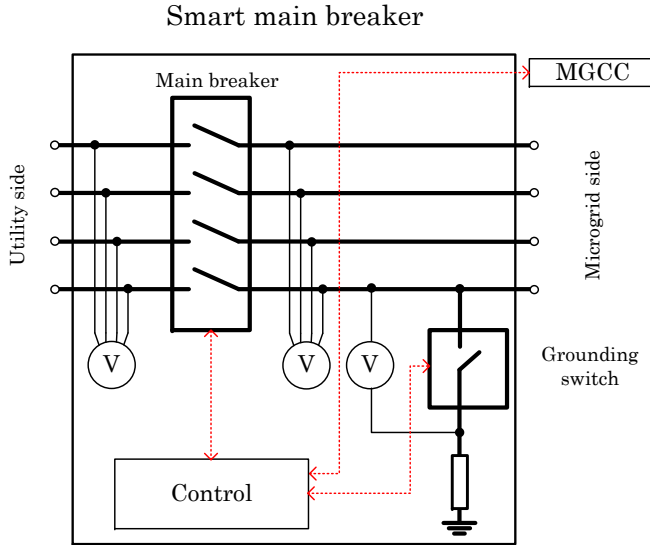 Smart main breaker
MGCC
Main breaker
Utility side
Microgrid side
V
V
V
Grounding
switch
Control